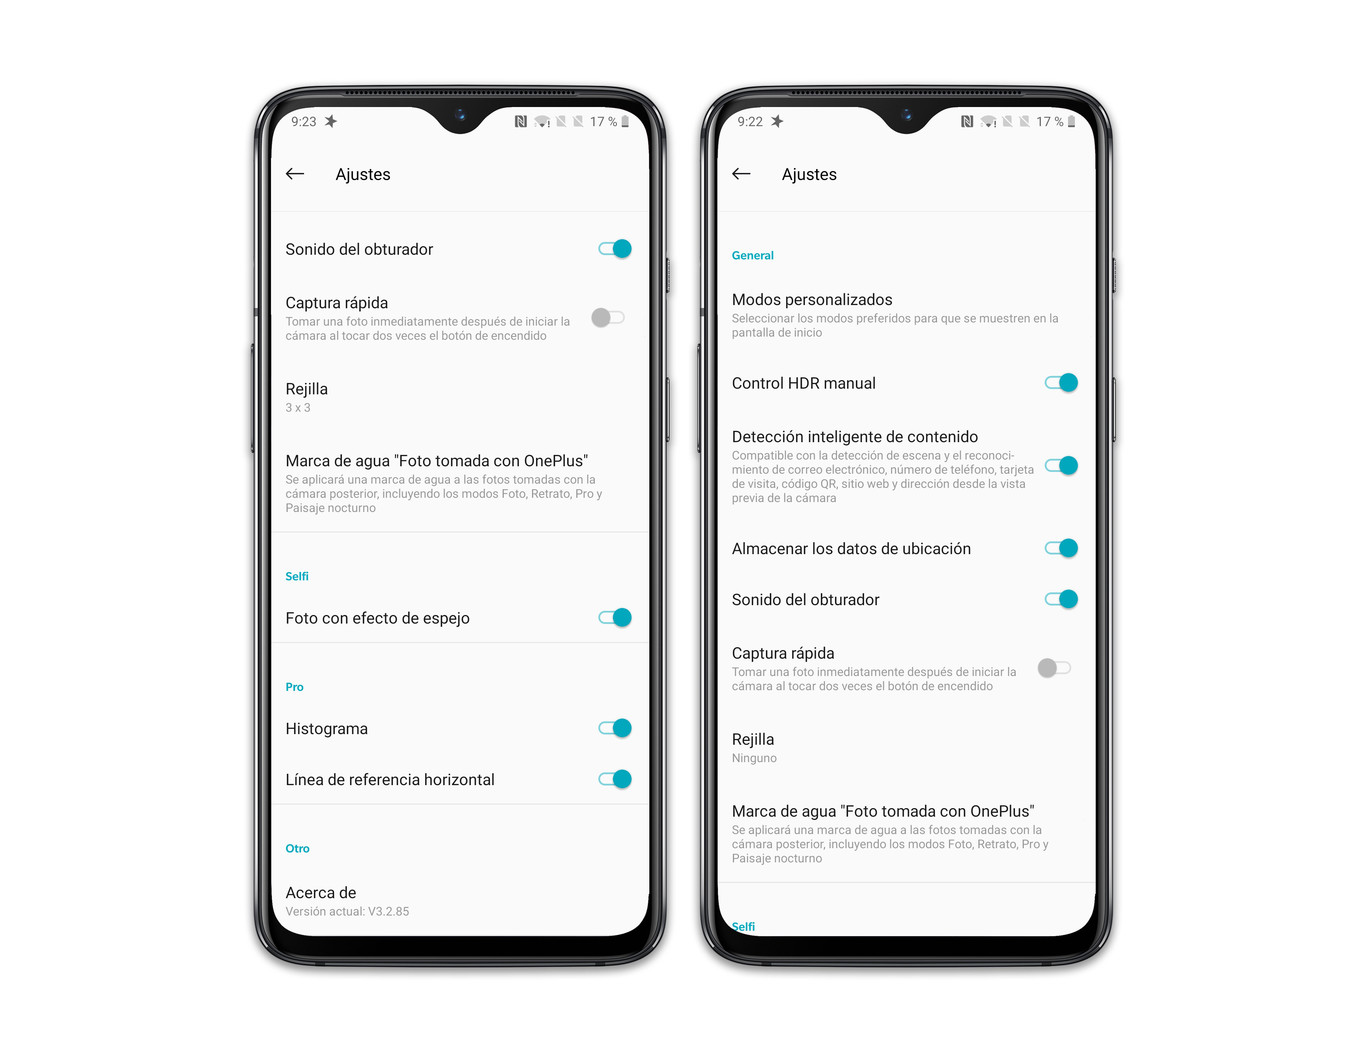 9:23
17 %
Ajustes
Sonido del obturador
Captura rápida
Tomar una foto inmediatamente después de iniciar la
cámara al tocar dos veces el botón de encendido
Rejilla
3 x 3
Marca de agua "Foto tomada con OnePlus"
Se aplicará una marca de agua a las fotos tomadas con la
cámara posterior, incluyendo los modos Foto, Retrato, Pro y
Paisaje nocturno
Selfi
Foto con efecto de espejo
Pro
Histograma
Línea de referencia horizontal
Otro
Acerca de
Versión actual: V3.2.85
9:22
17 %
Ajustes
General
Modos personalizados
Seleccionar los modos preferidos para que se muestren en la
pantalla de inicio
Control HDR manual
Detección inteligente de contenido
Compatible con la detección de escena y el reconoci-
miento de correo electrónico, número de teléfono, tarjeta
de visita, código QR, sitio web y dirección desde la vista
previa de la cámara
Almacenar los datos de ubicación
Sonido del obturador
Captura rápida
Tomar una foto inmediatamente después de iniciar la
cámara al tocar dos veces el botón de encendido
Rejilla
Ninguno
Marca de agua "Foto tomada con OnePlus"
Se aplicará una marca de agua a las fotos tomadas con la
cámara posterior, incluyendo los modos Foto, Retrato, Pro y
Paisaje nocturno
Selfi